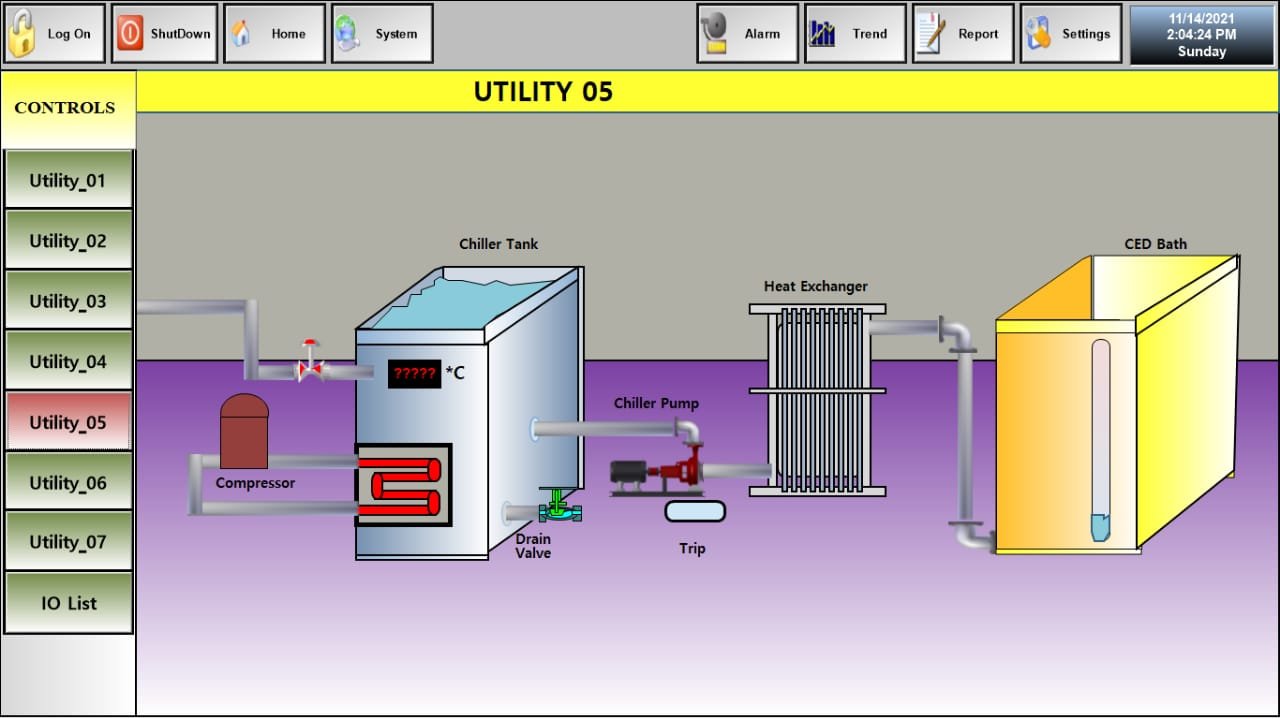 Log On
ShutDown
Home
System
Alarm
Trend
Report
Settings
11/14/2021
2:04:24 PM
Sunday
CONTROLS
UTILITY 05
Utility_01
Utility_02
Utility_03
Utility_04
Utility_05
Utility_06
Utility_07
IO List
Chiller Tank
CED Bath
Heat Exchanger
????? *C
Chiller Pump
Compressor
Drain
Valve
Trip